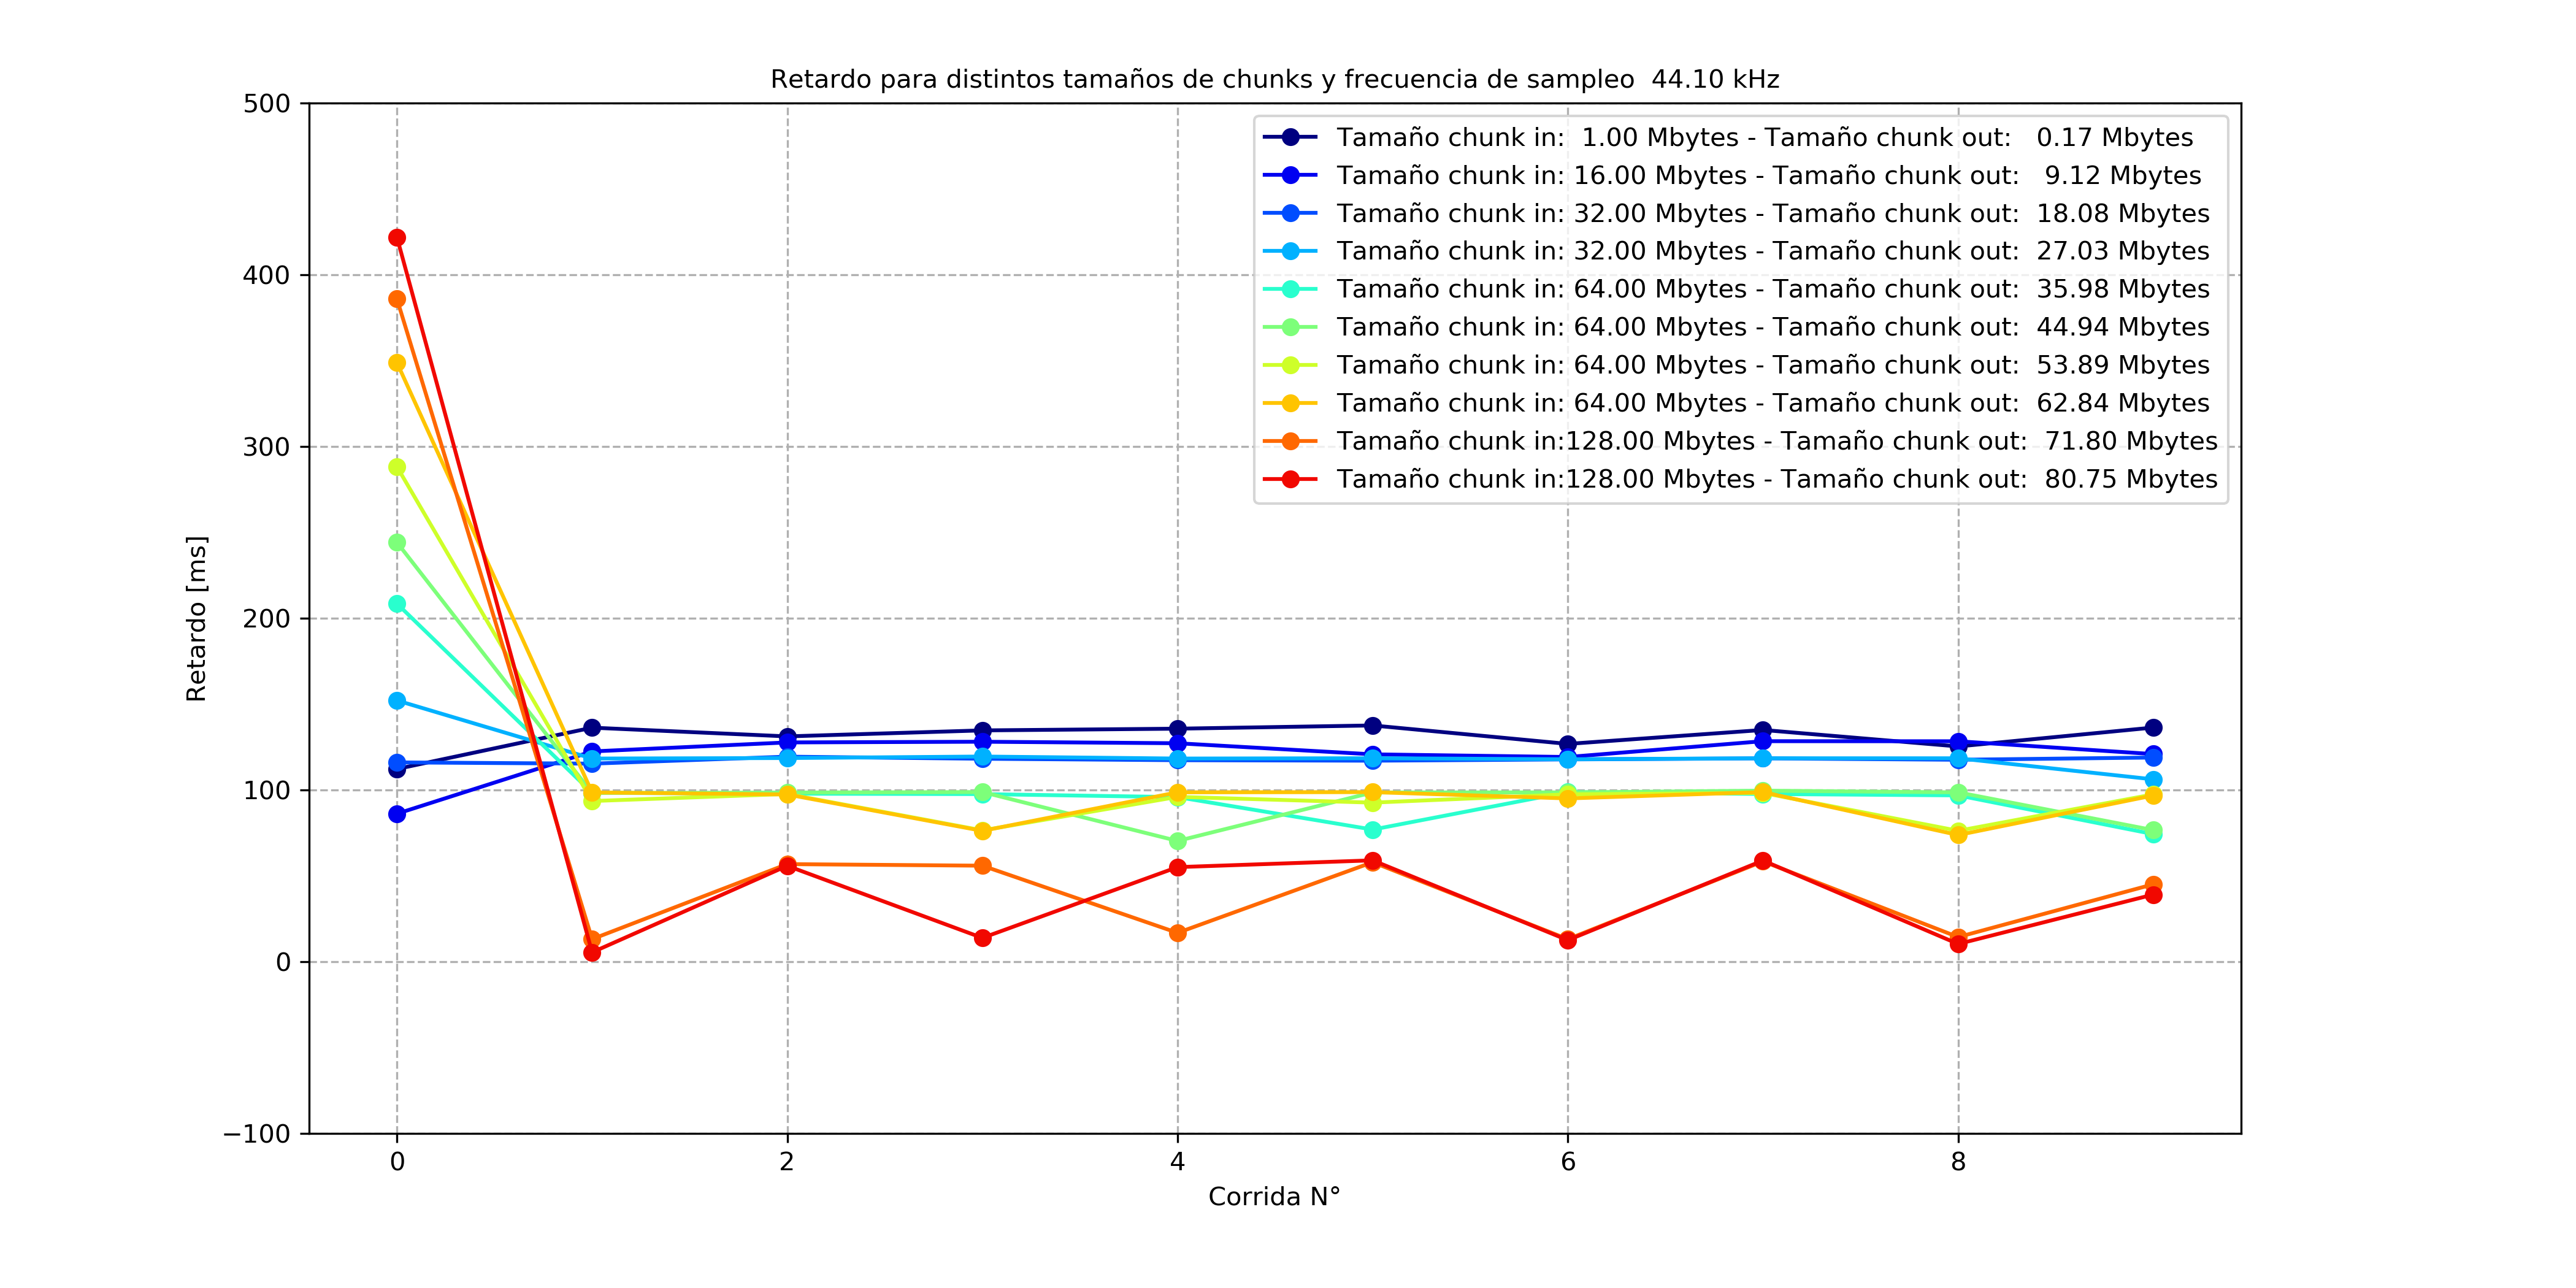 Retardo para distintos tamaños de chunks y frecuencia de sampleo  44.10 kHz
500
400
300
200
100
0
−100
Retardo [ms]
Tamaño chunk in:  1.00 Mbytes - Tamaño chunk out:   0.17 Mbytes
Tamaño chunk in: 16.00 Mbytes - Tamaño chunk out:   9.12 Mbytes
Tamaño chunk in: 32.00 Mbytes - Tamaño chunk out:  18.08 Mbytes
Tamaño chunk in: 32.00 Mbytes - Tamaño chunk out:  27.03 Mbytes
Tamaño chunk in: 64.00 Mbytes - Tamaño chunk out:  35.98 Mbytes
Tamaño chunk in: 64.00 Mbytes - Tamaño chunk out:  44.94 Mbytes
Tamaño chunk in: 64.00 Mbytes - Tamaño chunk out:  53.89 Mbytes
Tamaño chunk in: 64.00 Mbytes - Tamaño chunk out:  62.84 Mbytes
Tamaño chunk in:128.00 Mbytes - Tamaño chunk out:  71.80 Mbytes
Tamaño chunk in:128.00 Mbytes - Tamaño chunk out:  80.75 Mbytes
0 2 4 6 8
Corrida N°